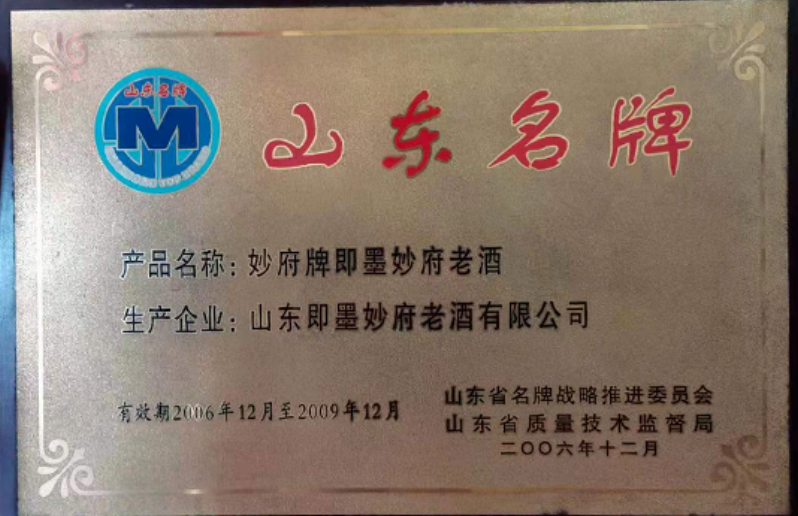 山东名牌
山东名牌
产品名称：妙府牌即墨妙府老酒
生产企业：山东即墨妙府老酒有限公司
有效期2006年12月至2009年12月
山东省名牌战略推进委员会
山东省质量技术监督局
二〇〇六年十二月